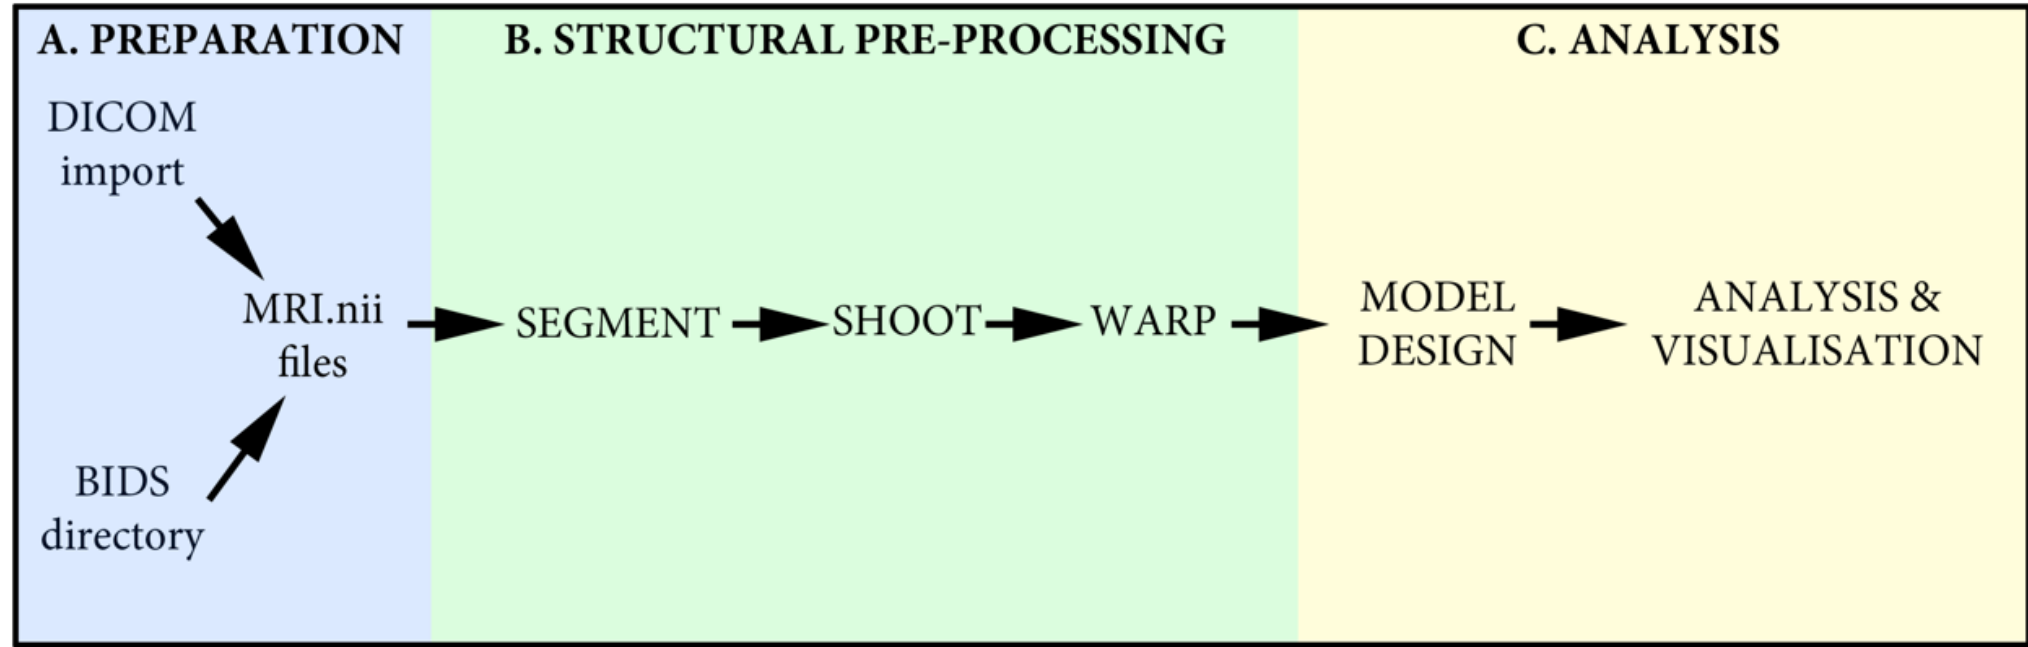 A. PREPARATION
DICOM
import
MRI.nii
files
BIDS
directory
B. STRUCTURAL PRE-PROCESSING
SEGMENT
SHOOT
WARP
C. ANALYSIS
MODEL
DESIGN
ANALYSIS &
VISUALISATION